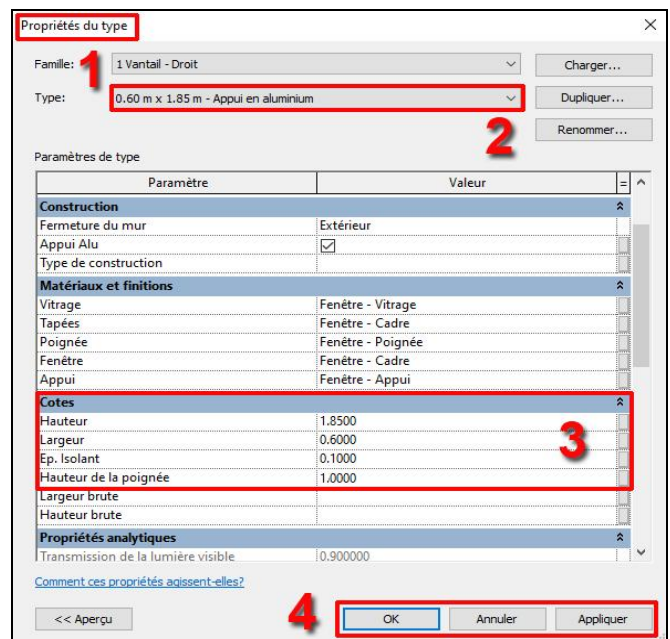 Propriétés du type
Famille: 1 1 Vantail - Droit Charger...
Type: 0.60 m x 1.85 m - Appui en aluminium Dupliquer...
2 Renommer...
Paramètres de type
Paramètre Valeur =
Construction
Fermeture du mur Extérieur
Appui Alu
Type de construction
Matériaux et finitions
Vitrage Fenêtre - Vitrage
Tapées Fenêtre - Cadre
Poignée Fenêtre - Poignée
Fenêtre Fenêtre - Cadre
Appui Fenêtre - Appui
Cotes
Hauteur 1.8500
Largeur 0.6000
Ep. Isolant 0.1000
3
Hauteur de la poignée 1.0000
Largeur brute
Hauteur brute
Propriétés analytiques
Transmission de la lumière visible 0.900000
Comment ces propriétés agissent-elles?
<< Aperçu 4 OK Annuler Appliquer